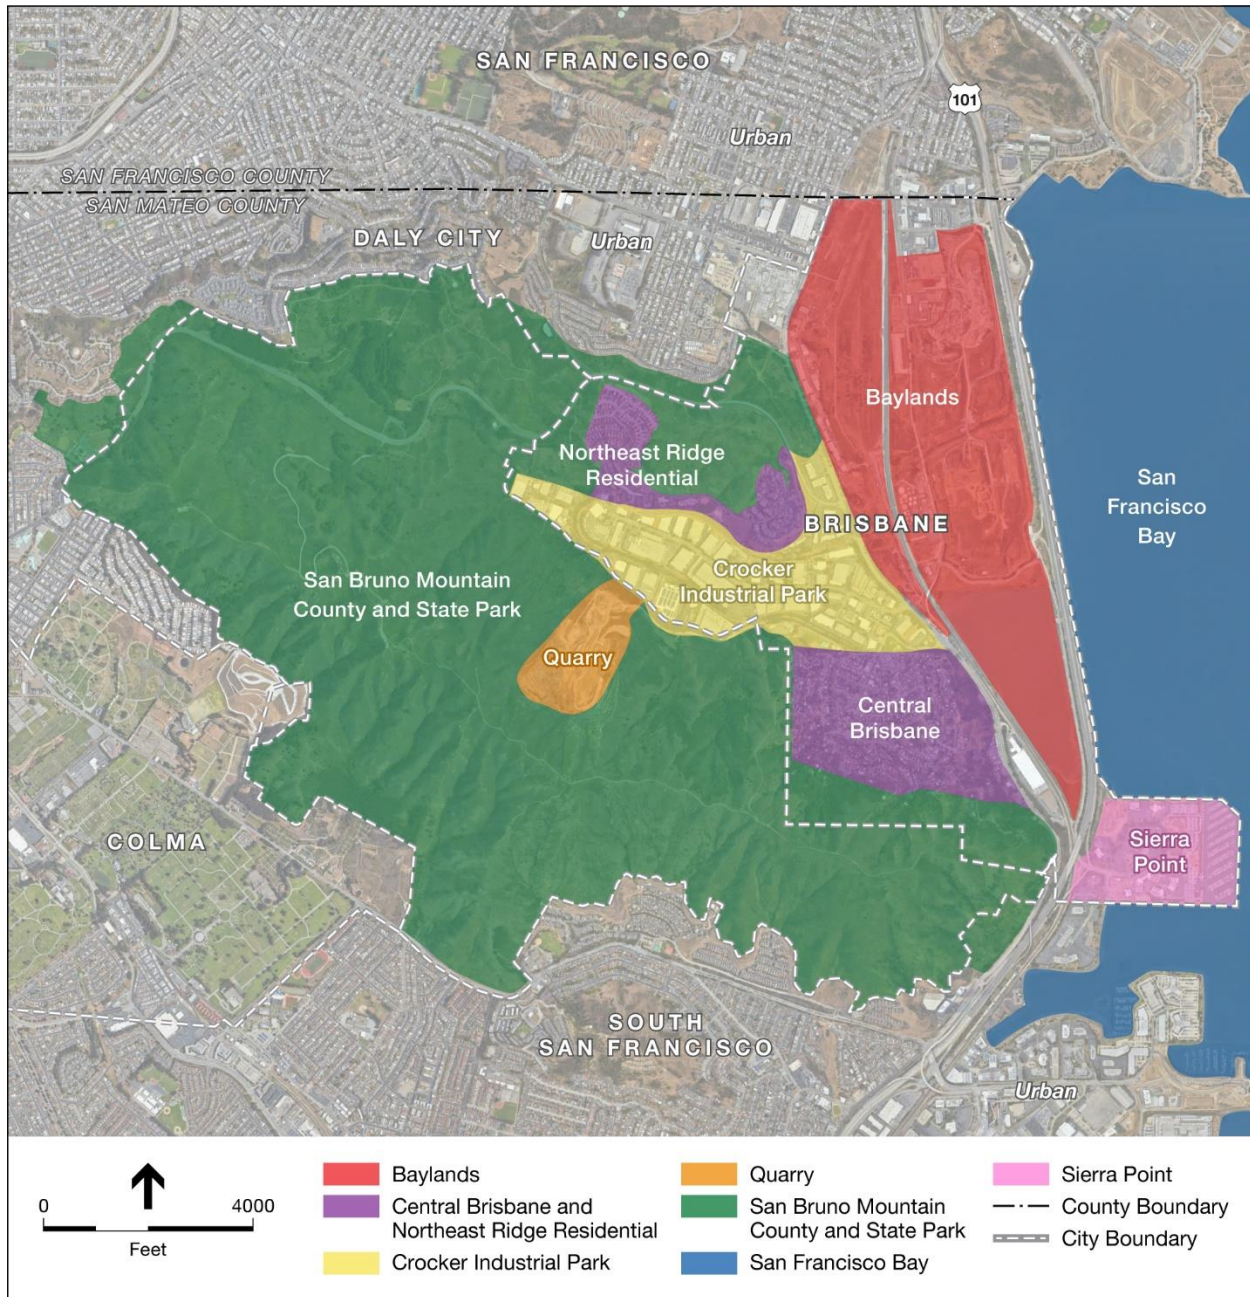 SAN FRANCISCO
101
Urban
SAN FRANCISCO COUNTY
SAN MATEO COUNTY
DALY CITY
Urban
Baylands
Northeast Ridge
Residential
San
Francisco
Bay
BRISBANE
Crocker
Industrial Park
San Bruno Mountain
County and State Park
Quarry
Central
Brisbane
COLMA
Sierra
Point
SOUTH
SAN FRANCISCO
Urban
0 4000
Feet
Baylands
Central Brisbane and
Northeast Ridge Residential
Crocker Industrial Park
Quarry
San Bruno Mountain
County and State Park
San Francisco Bay
Sierra Point
County Boundary
City Boundary